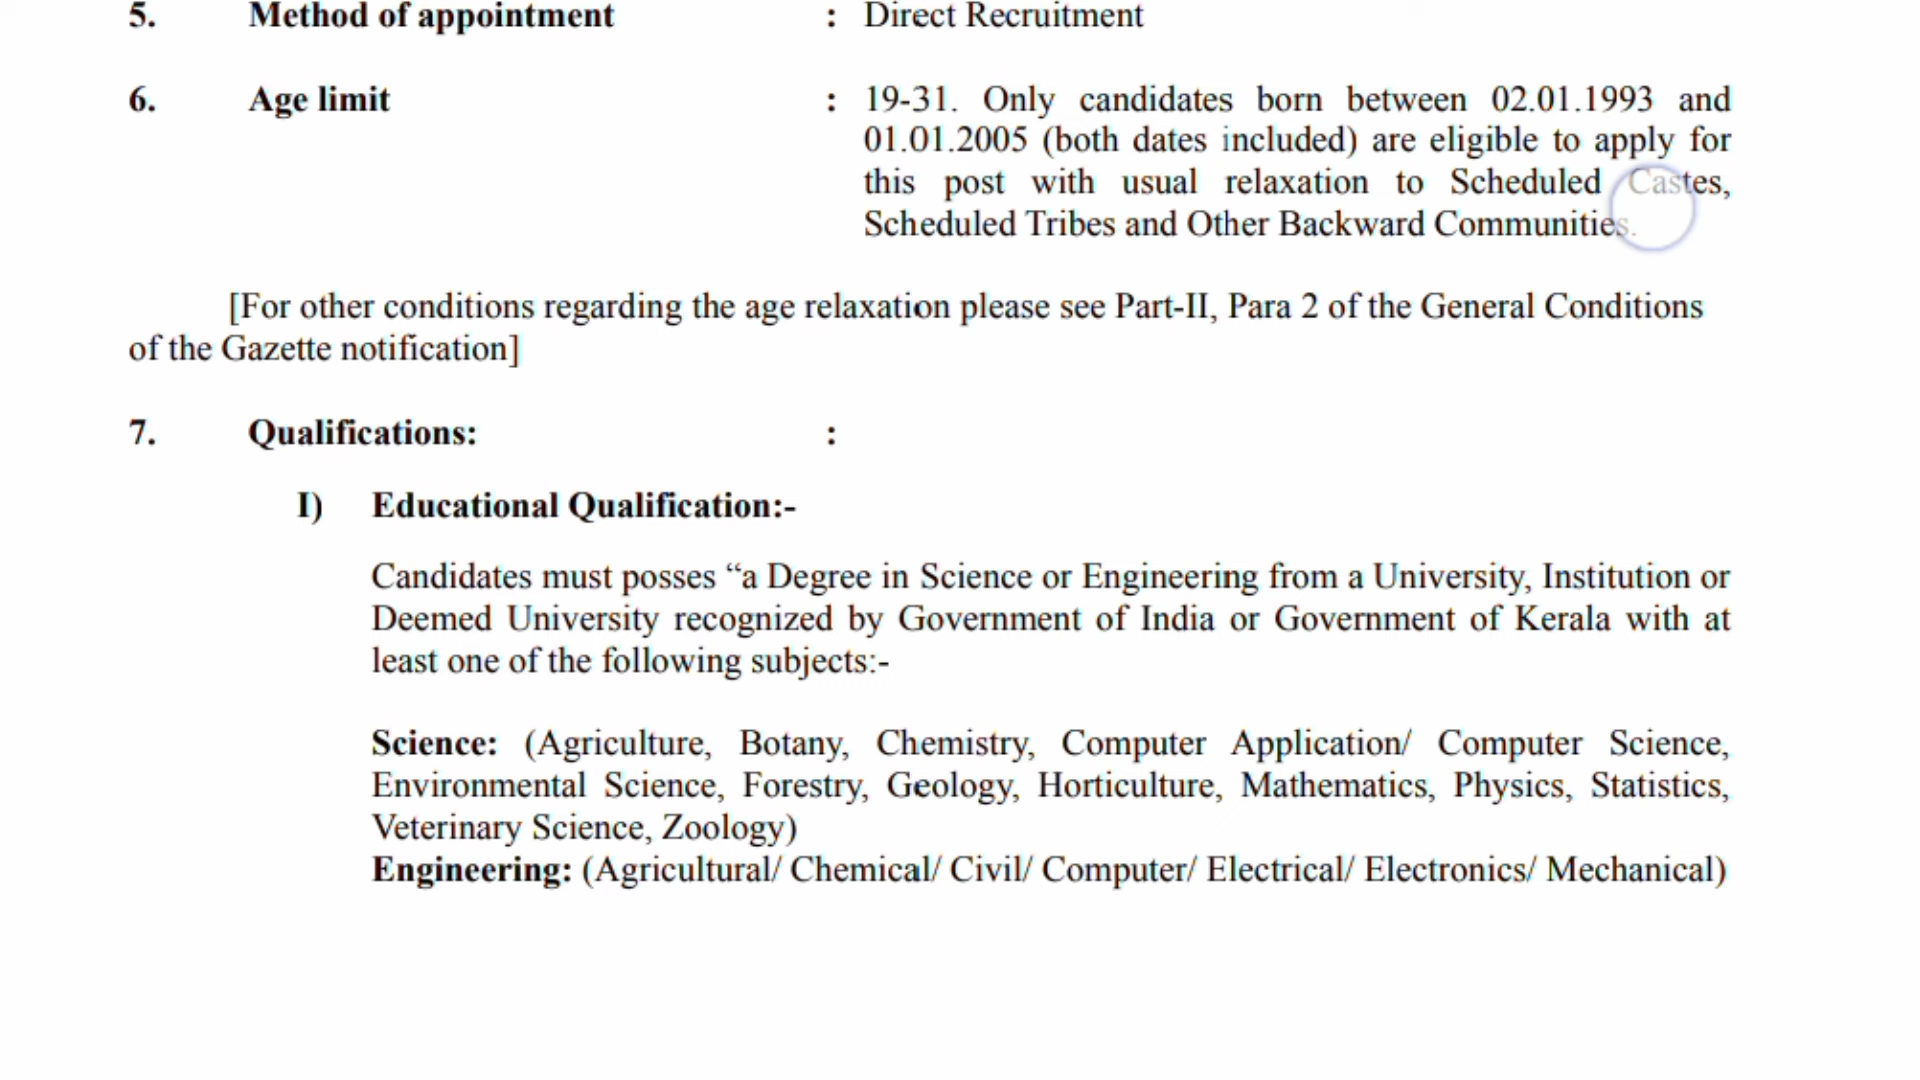 5. Method of appointment : Direct Recruitment
6. Age limit : 19-31. Only candidates born between 02.01.1993 and
01.01.2005 (both dates included) are eligible to apply for
this post with usual relaxation to Scheduled Castes,
Scheduled Tribes and Other Backward Communities.
[For other conditions regarding the age relaxation please see Part-II, Para 2 of the General Conditions
of the Gazette notification]
7. Qualifications: :
I) Educational Qualification:-
Candidates must posses “a Degree in Science or Engineering from a University, Institution or
Deemed University recognized by Government of India or Government of Kerala with at
least one of the following subjects:-
Science: (Agriculture, Botany, Chemistry, Computer Application/ Computer Science,
Environmental Science, Forestry, Geology, Horticulture, Mathematics, Physics, Statistics,
Veterinary Science, Zoology)
Engineering: (Agricultural/ Chemical/ Civil/ Computer/ Electrical/ Electronics/ Mechanical)